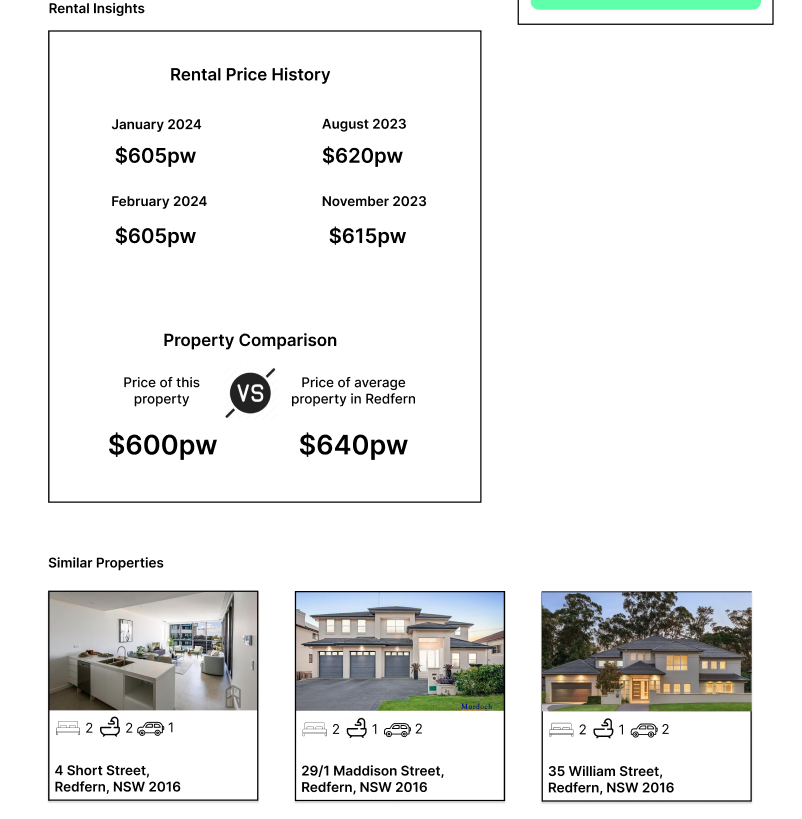 Rental Insights
Rental Price History
January 2024
August 2023
$605pw
$620pw
February 2024
November 2023
$605pw
$615pw
Property Comparison
Price of this
property
VS
Price of average
property in Redfern
$600pw
$640pw
Similar Properties
Murdoch
2 2 1
2 1 2
2 1 2
4 Short Street,
Redfern, NSW 2016
29/1 Maddison Street,
Redfern, NSW 2016
35 William Street,
Redfern, NSW 2016